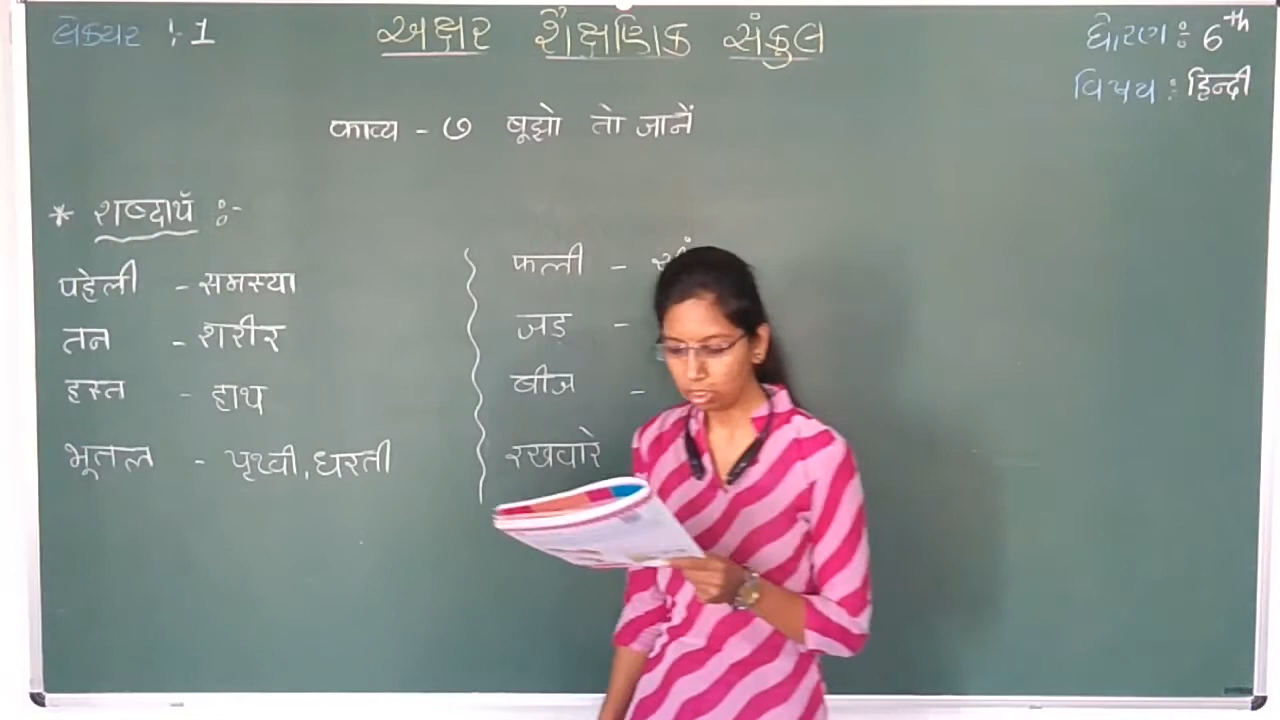 લેક્ચર : 1
અક્ષર શૈક્ષણિક સંકુલ
ધોરણ : 6th
વિષય : हिन्दी
काव्य - ७ बूझो तो जानें
* शब्दार्थ :-
पहेली - समस्या
तन - शरीर
हस्त - हाथ
भूतल - पृथ्वी, धरती
फली -
जड़ -
बीज -
रखवारे